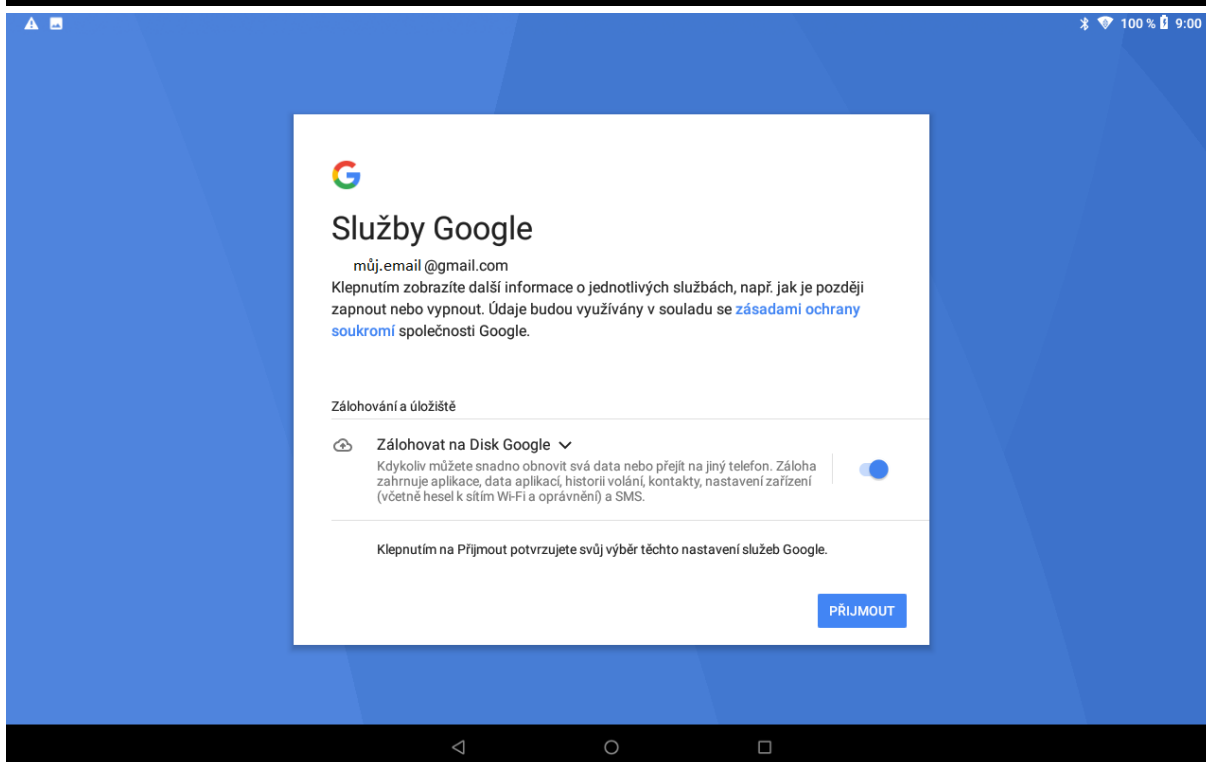 100 % 9:00
Služby Google
můj.email @gmail.com
Klepnutím zobrazíte další informace o jednotlivých službách, např. jak je později
zapnout nebo vypnout. Údaje budou využívány v souladu se zásadami ochrany
soukromí společnosti Google.
Zálohování a úložiště
Zálohovat na Disk Google
Kdykoliv můžete snadno obnovit svá data nebo přejít na jiný telefon. Záloha
zahrnuje aplikace, data aplikací, historii volání, kontakty, nastavení zařízení
(včetně hesel k sítím Wi-Fi a oprávnění) a SMS.
Klepnutím na Přijmout potvrzujete svůj výběr těchto nastavení služeb Google.
PŘIJMOUT